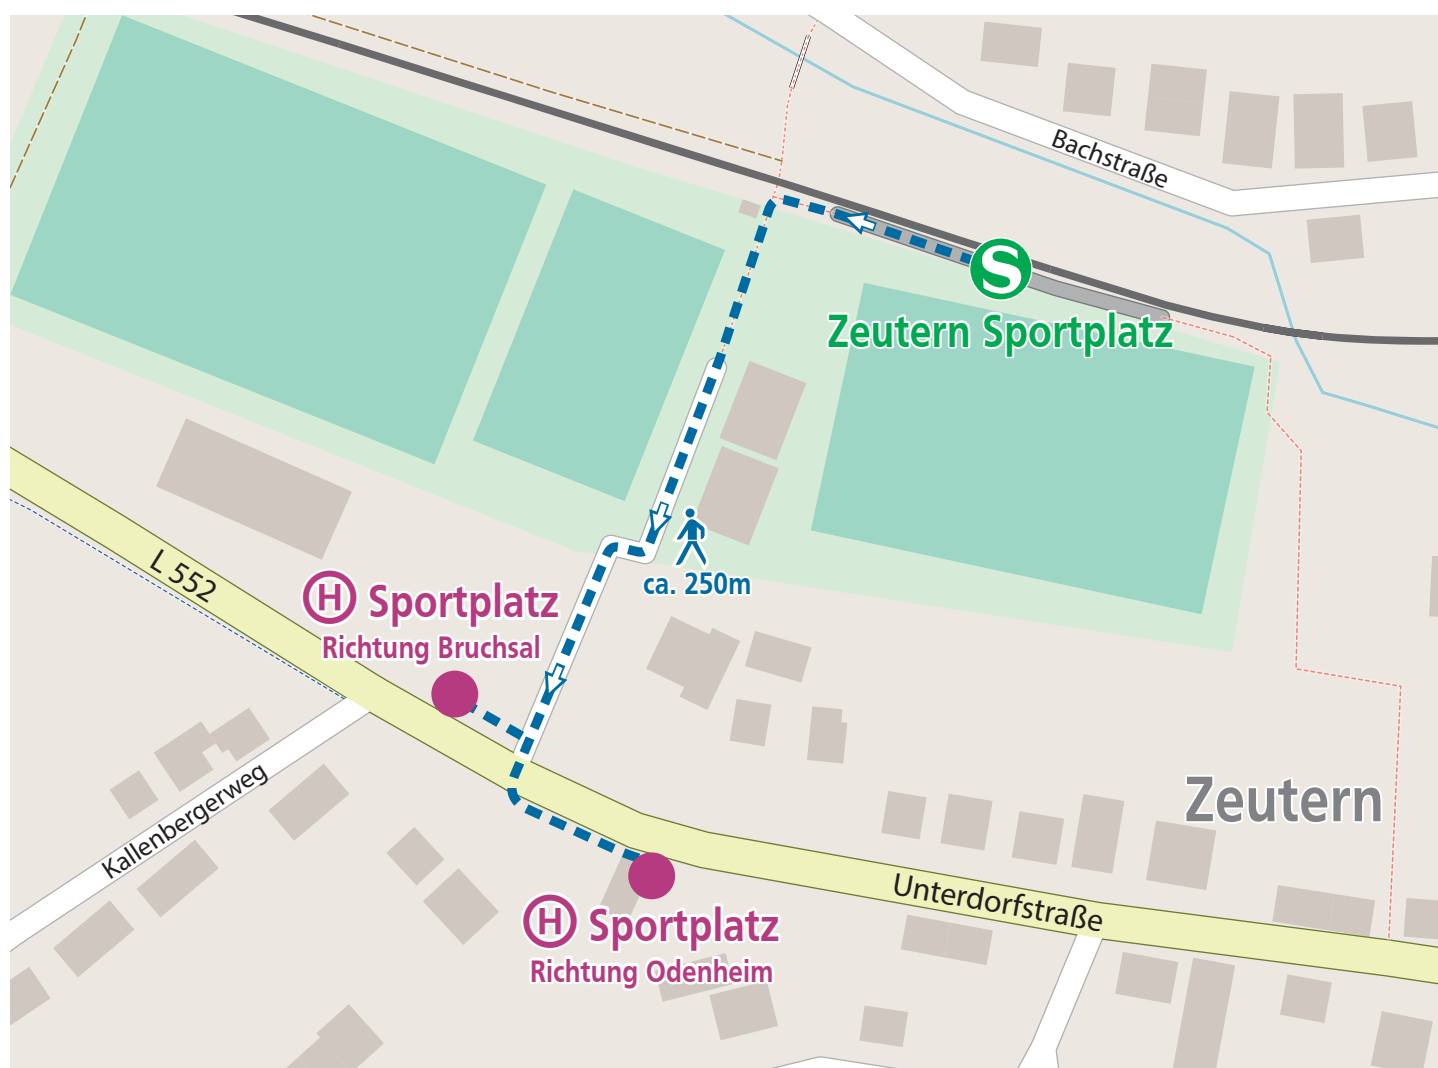 Bachstraße
S
Zeutern Sportplatz
L 552
ca. 250m
H Sportplatz
Richtung Bruchsal
Kallenbergerweg
Zeutern
Unterdorfstraße
H Sportplatz
Richtung Odenheim